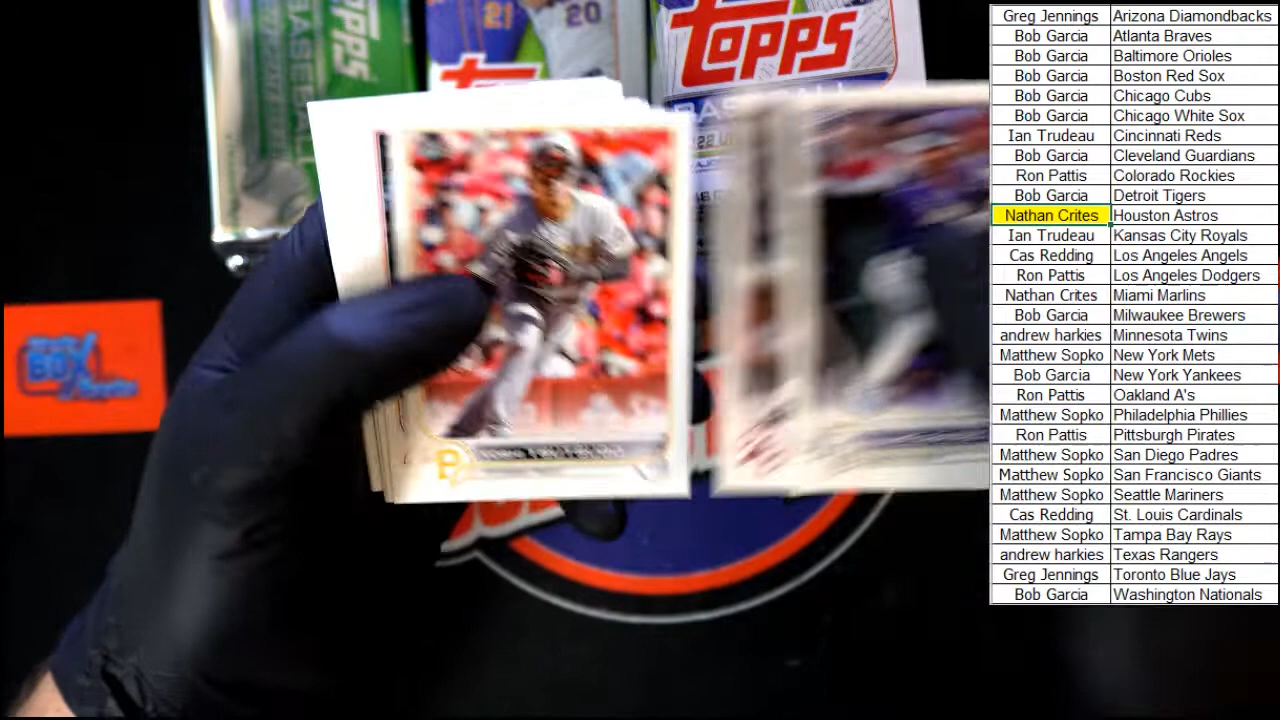 Topps
BASEBALL
21
20
TOPPS
BOX
Greg Jennings Arizona Diamondbacks
Bob Garcia Atlanta Braves
Bob Garcia Baltimore Orioles
Bob Garcia Boston Red Sox
Bob Garcia Chicago Cubs
Bob Garcia Chicago White Sox
Ian Trudeau Cincinnati Reds
Bob Garcia Cleveland Guardians
Ron Pattis Colorado Rockies
Bob Garcia Detroit Tigers
Nathan Crites Houston Astros
Ian Trudeau Kansas City Royals
Cas Redding Los Angeles Angels
Ron Pattis Los Angeles Dodgers
Nathan Crites Miami Marlins
Bob Garcia Milwaukee Brewers
andrew harkies Minnesota Twins
Matthew Sopko New York Mets
Bob Garcia New York Yankees
Ron Pattis Oakland A's
Matthew Sopko Philadelphia Phillies
Ron Pattis Pittsburgh Pirates
Matthew Sopko San Diego Padres
Matthew Sopko San Francisco Giants
Matthew Sopko Seattle Mariners
Cas Redding St. Louis Cardinals
Matthew Sopko Tampa Bay Rays
andrew harkies Texas Rangers
Greg Jennings Toronto Blue Jays
Bob Garcia Washington Nationals